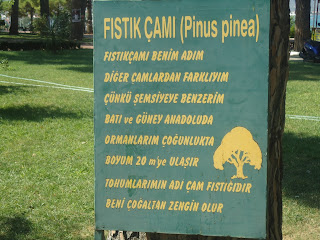 FISTIK ÇAMI (Pinus pinea)
FISTIKÇAMI BENİM ADIM
DİĞER ÇAMLARDAN FARKLIYIM
ÇÜNKÜ ŞEMSİYEYE BENZERİM
BATI ve GÜNEY ANADOLUDA
ORMANLARIM ÇOĞUNLUKTA
BOYUM 20 m'ye ULAŞIR
TOHUMLARIMIN ADI ÇAM FISTIĞIDIR
BENİ ÇOĞALTAN ZENGİN OLUR